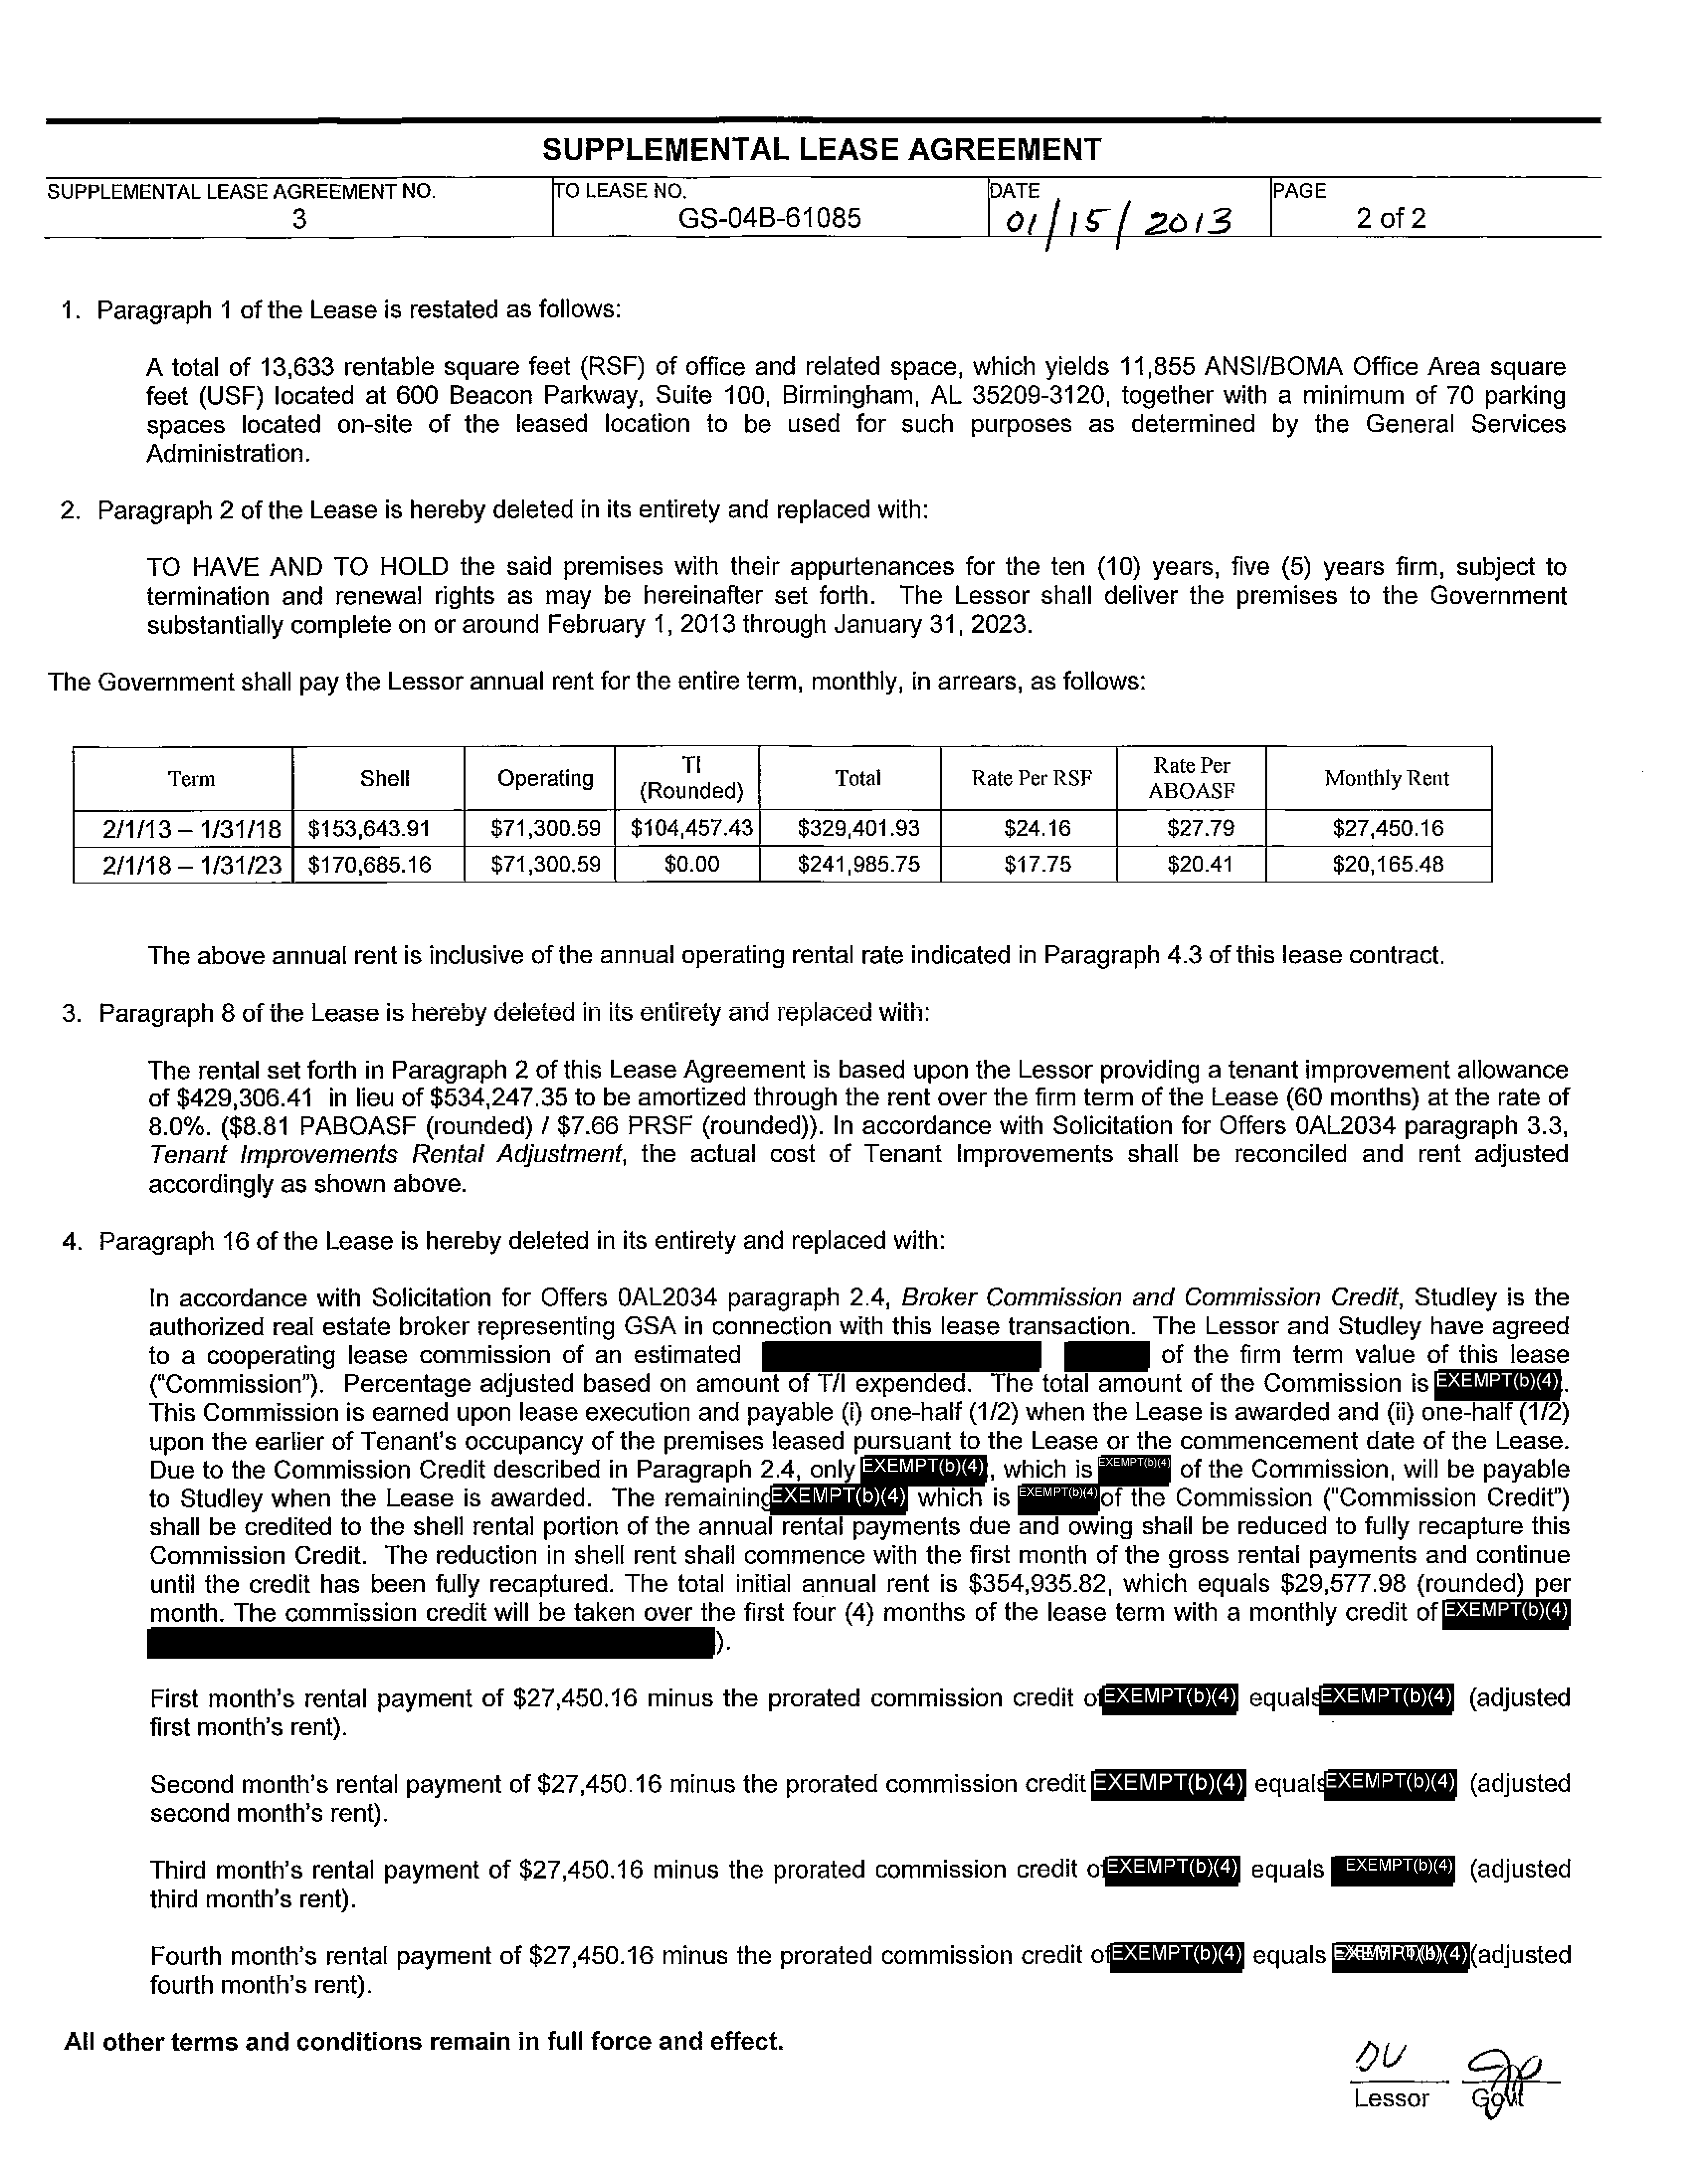 SUPPLEMENTAL LEASE AGREEMENT
SUPPLEMENTAL LEASE AGREEMENT NO. TO LEASE NO. DATE PAGE
3 GS-04B-61085 01/15/2013 2 of 2
1. Paragraph 1 of the Lease is restated as follows:
A total of 13,633 rentable square feet (RSF) of office and related space, which yields 11,855 ANSI/BOMA Office Area square
feet (USF) located at 600 Beacon Parkway, Suite 100, Birmingham, AL 35209-3120, together with a minimum of 70 parking
spaces located on-site of the leased location to be used for such purposes as determined by the General Services
Administration.
2. Paragraph 2 of the Lease is hereby deleted in its entirety and replaced with:
TO HAVE AND TO HOLD the said premises with their appurtenances for the ten (10) years, five (5) years firm, subject to
termination and renewal rights as may be hereinafter set forth. The Lessor shall deliver the premises to the Government
substantially complete on or around February 1, 2013 through January 31, 2023.
The Government shall pay the Lessor annual rent for the entire term, monthly, in arrears, as follows:
Term Shell Operating TI (Rounded) Total Rate Per RSF Rate Per ABOASF Monthly Rent
2/1/13 – 1/31/18 $153,643.91 $71,300.59 $104,457.43 $329,401.93 $24.16 $27.79 $27,450.16
2/1/18 – 1/31/23 $170,685.16 $71,300.59 $0.00 $241,985.75 $17.75 $20.41 $20,165.48
The above annual rent is inclusive of the annual operating rental rate indicated in Paragraph 4.3 of this lease contract.
3. Paragraph 8 of the Lease is hereby deleted in its entirety and replaced with:
The rental set forth in Paragraph 2 of this Lease Agreement is based upon the Lessor providing a tenant improvement allowance
of $429,306.41 in lieu of $534,247.35 to be amortized through the rent over the firm term of the Lease (60 months) at the rate of
8.0%. ($8.81 PABOASF (rounded) / $7.66 PRSF (rounded)). In accordance with Solicitation for Offers 0AL2034 paragraph 3.3,
Tenant Improvements Rental Adjustment, the actual cost of Tenant Improvements shall be reconciled and rent adjusted
accordingly as shown above.
4. Paragraph 16 of the Lease is hereby deleted in its entirety and replaced with:
In accordance with Solicitation for Offers 0AL2034 paragraph 2.4, Broker Commission and Commission Credit, Studley is the
authorized real estate broker representing GSA in connection with this lease transaction. The Lessor and Studley have agreed
to a cooperating lease commission of an estimated of the firm term value of this lease
("Commission"). Percentage adjusted based on amount of T/I expended. The total amount of the Commission is EXEMPT(b)(4).
This Commission is earned upon lease execution and payable (i) one-half (1/2) when the Lease is awarded and (ii) one-half (1/2)
upon the earlier of Tenant's occupancy of the premises leased pursuant to the Lease or the commencement date of the Lease.
Due to the Commission Credit described in Paragraph 2.4, only EXEMPT(b)(4), which is EXEMPT(b)(4) of the Commission, will be payable
to Studley when the Lease is awarded. The remaining EXEMPT(b)(4) which is EXEMPT(b)(4) of the Commission ("Commission Credit")
shall be credited to the shell rental portion of the annual rental payments due and owing shall be reduced to fully recapture this
Commission Credit. The reduction in shell rent shall commence with the first month of the gross rental payments and continue
until the credit has been fully recaptured. The total initial annual rent is $354,935.82, which equals $29,577.98 (rounded) per
month. The commission credit will be taken over the first four (4) months of the lease term with a monthly credit of EXEMPT(b)(4)
).
First month's rental payment of $27,450.16 minus the prorated commission credit of EXEMPT(b)(4) equals EXEMPT(b)(4) (adjusted
first month's rent).
Second month's rental payment of $27,450.16 minus the prorated commission credit EXEMPT(b)(4) equals EXEMPT(b)(4) (adjusted
second month's rent).
Third month's rental payment of $27,450.16 minus the prorated commission credit of EXEMPT(b)(4) equals EXEMPT(b)(4) (adjusted
third month's rent).
Fourth month's rental payment of $27,450.16 minus the prorated commission credit of EXEMPT(b)(4) equals EXEMPT(b)(4) (adjusted
fourth month's rent).
All other terms and conditions remain in full force and effect.
DU
Lessor Gov't